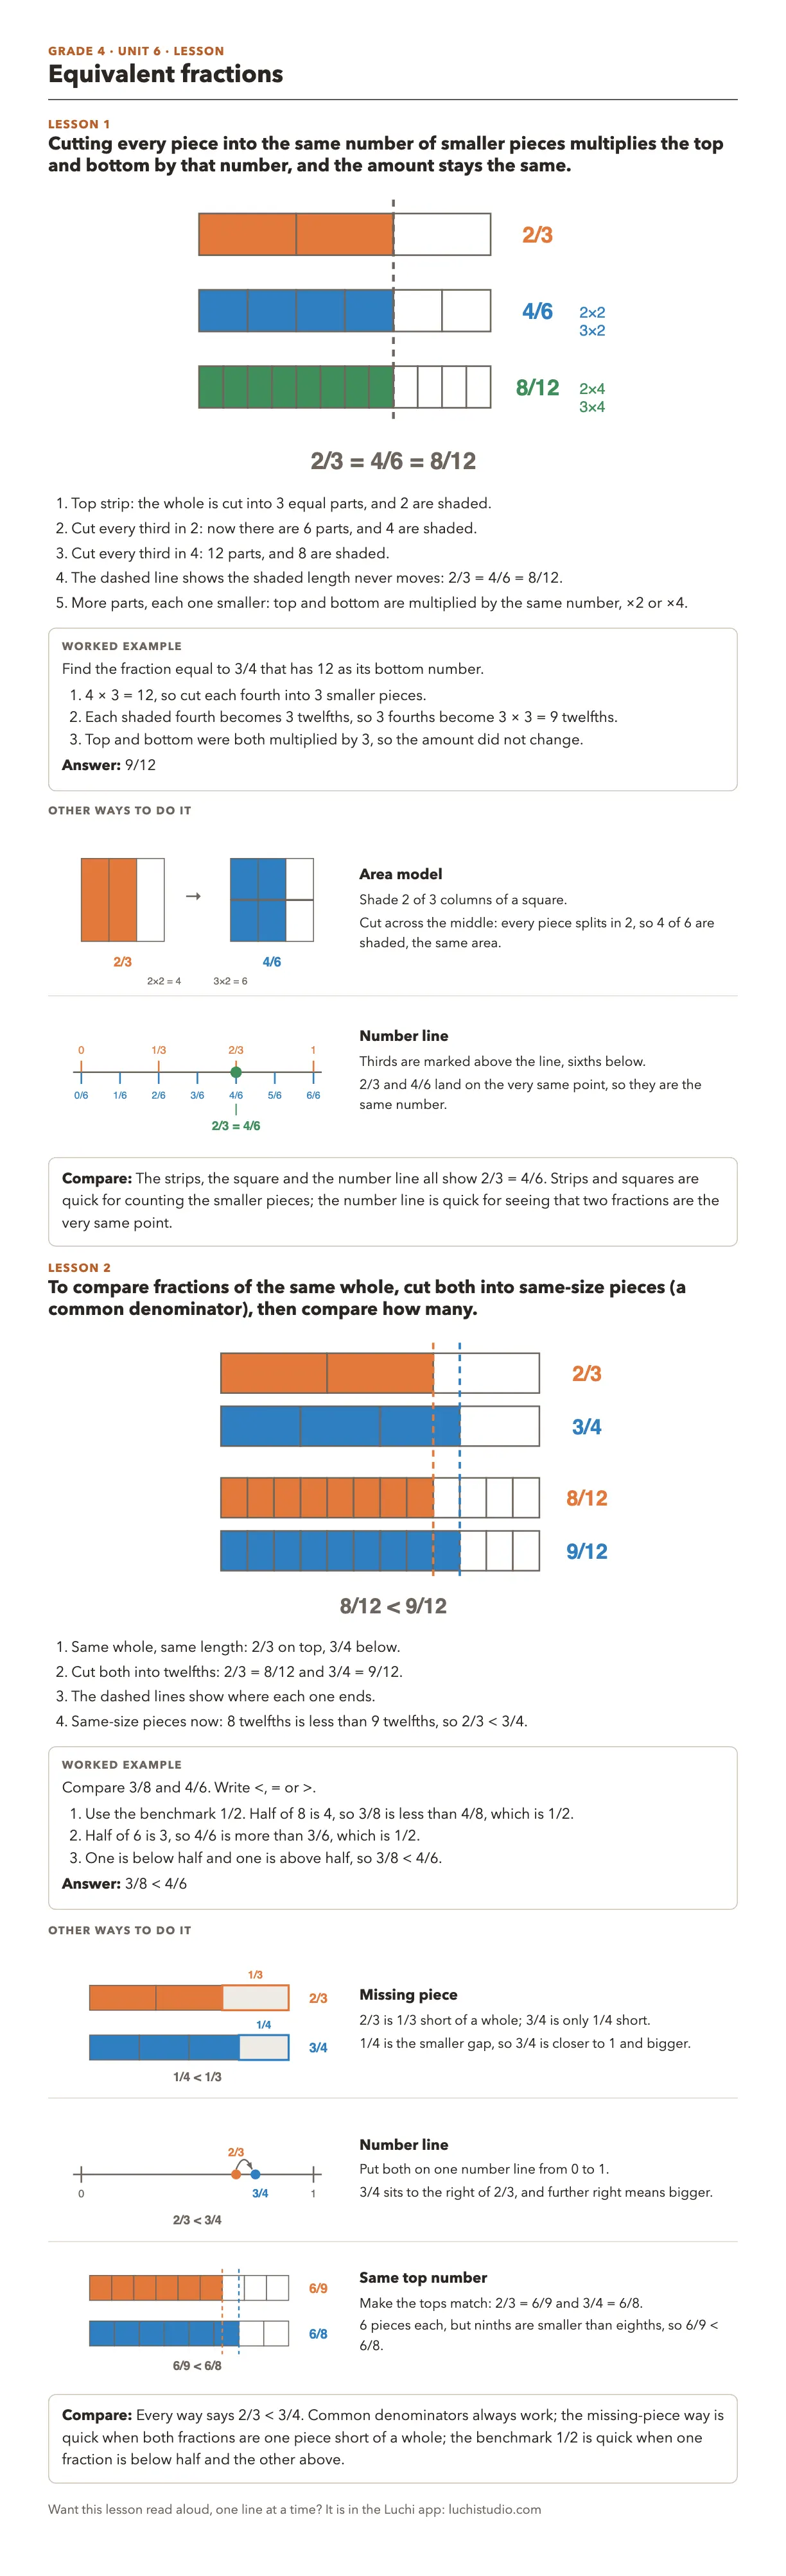 GRADE 4 · UNIT 6 · LESSON
Equivalent fractions
LESSON 1
Cutting every piece into the same number of smaller pieces multiplies the top
and bottom by that number, and the amount stays the same.
2/3
4/6
2×2
3×2
8/12
2×4
3×4
2/3 = 4/6 = 8/12
1. Top strip: the whole is cut into 3 equal parts, and 2 are shaded.
2. Cut every third in 2: now there are 6 parts, and 4 are shaded.
3. Cut every third in 4: 12 parts, and 8 are shaded.
4. The dashed line shows the shaded length never moves: 2/3 = 4/6 = 8/12.
5. More parts, each one smaller: top and bottom are multiplied by the same number, ×2 or ×4.
WORKED EXAMPLE
Find the fraction equal to 3/4 that has 12 as its bottom number.
1. 4 × 3 = 12, so cut each fourth into 3 smaller pieces.
2. Each shaded fourth becomes 3 twelfths, so 3 fourths become 3 × 3 = 9 twelfths.
3. Top and bottom were both multiplied by 3, so the amount did not change.
Answer: 9/12
OTHER WAYS TO DO IT
→
2/3
4/6
2×2 = 4
3×2 = 6
Area model
Shade 2 of 3 columns of a square.
Cut across the middle: every piece splits in 2, so 4 of 6 are
shaded, the same area.
0 1/3 2/3 1
0/6 1/6 2/6 3/6 4/6 5/6 6/6
2/3 = 4/6
Number line
Thirds are marked above the line, sixths below.
2/3 and 4/6 land on the very same point, so they are the
same number.
Compare: The strips, the square and the number line all show 2/3 = 4/6. Strips and squares are
quick for counting the smaller pieces; the number line is quick for seeing that two fractions are the
very same point.
LESSON 2
To compare fractions of the same whole, cut both into same-size pieces (a
common denominator), then compare how many.
2/3
3/4
8/12
9/12
8/12 < 9/12
1. Same whole, same length: 2/3 on top, 3/4 below.
2. Cut both into twelfths: 2/3 = 8/12 and 3/4 = 9/12.
3. The dashed lines show where each one ends.
4. Same-size pieces now: 8 twelfths is less than 9 twelfths, so 2/3 < 3/4.
WORKED EXAMPLE
Compare 3/8 and 4/6. Write <, = or >.
1. Use the benchmark 1/2. Half of 8 is 4, so 3/8 is less than 4/8, which is 1/2.
2. Half of 6 is 3, so 4/6 is more than 3/6, which is 1/2.
3. One is below half and one is above half, so 3/8 < 4/6.
Answer: 3/8 < 4/6
OTHER WAYS TO DO IT
1/3
2/3
1/4
3/4
1/4 < 1/3
Missing piece
2/3 is 1/3 short of a whole; 3/4 is only 1/4 short.
1/4 is the smaller gap, so 3/4 is closer to 1 and bigger.
2/3
0 3/4 1
2/3 < 3/4
Number line
Put both on one number line from 0 to 1.
3/4 sits to the right of 2/3, and further right means bigger.
6/9
6/8
6/9 < 6/8
Same top number
Make the tops match: 2/3 = 6/9 and 3/4 = 6/8.
6 pieces each, but ninths are smaller than eighths, so 6/9 <
6/8.
Compare: Every way says 2/3 < 3/4. Common denominators always work; the missing-piece way is
quick when both fractions are one piece short of a whole; the benchmark 1/2 is quick when one
fraction is below half and the other above.
Want this lesson read aloud, one line at a time? It is in the Luchi app: luchistudio.com